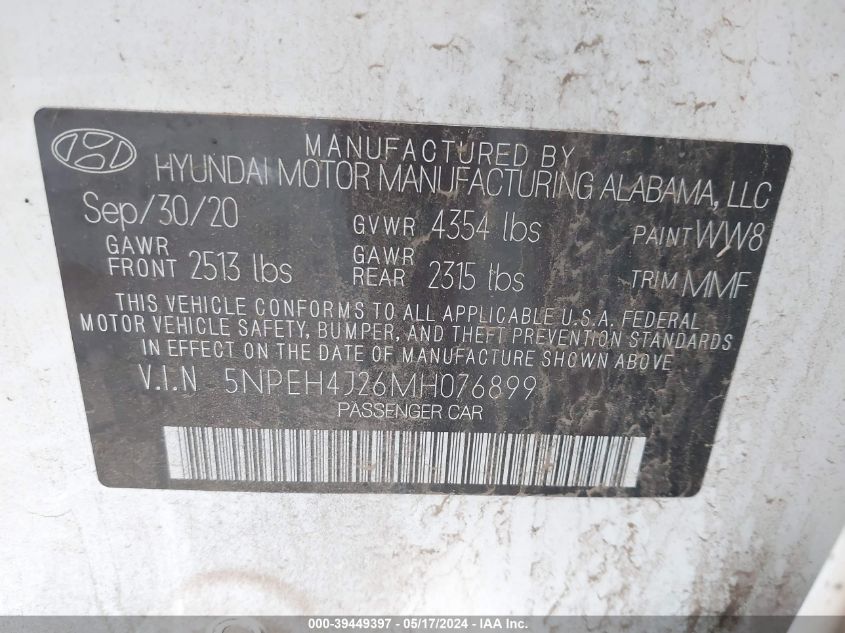 MANUFACTURED BY
HYUNDAI MOTOR MANUFACTURING ALABAMA, LLC
Sep/30/20 GVWR 4354 lbs PAINT WW8
GAWR FRONT 2513 lbs GAWR REAR 2315 lbs TRIM MMF
THIS VEHICLE CONFORMS TO ALL APPLICABLE U.S.A. FEDERAL
MOTOR VEHICLE SAFETY, BUMPER, AND THEFT PREVENTION STANDARDS
IN EFFECT ON THE DATE OF MANUFACTURE SHOWN ABOVE
V.I.N 5NPEH4J26MH076899
PASSENGER CAR
000-39449397 - 05/17/2024 - IAA Inc.